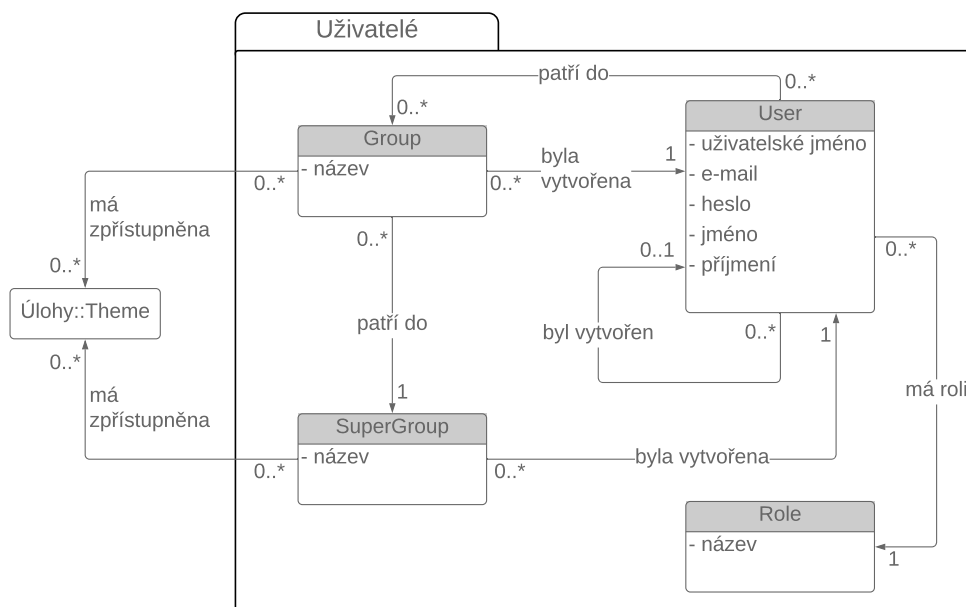 Uživatelé
patří do
0..*
0..*
User
- uživatelské jméno
- e-mail
- heslo
- jméno
- příjmení
Group
- název
byla
vytvořena
1
0..*
0..*
má
zpřístupněna
0..*
0..*
0..1
0..*
Úlohy::Theme
patří do
byl vytvořen
0..*
1
0..*
má
zpřístupněna
má roli
1
SuperGroup
- název
byla vytvořena
0..*
0..*
Role
- název
1